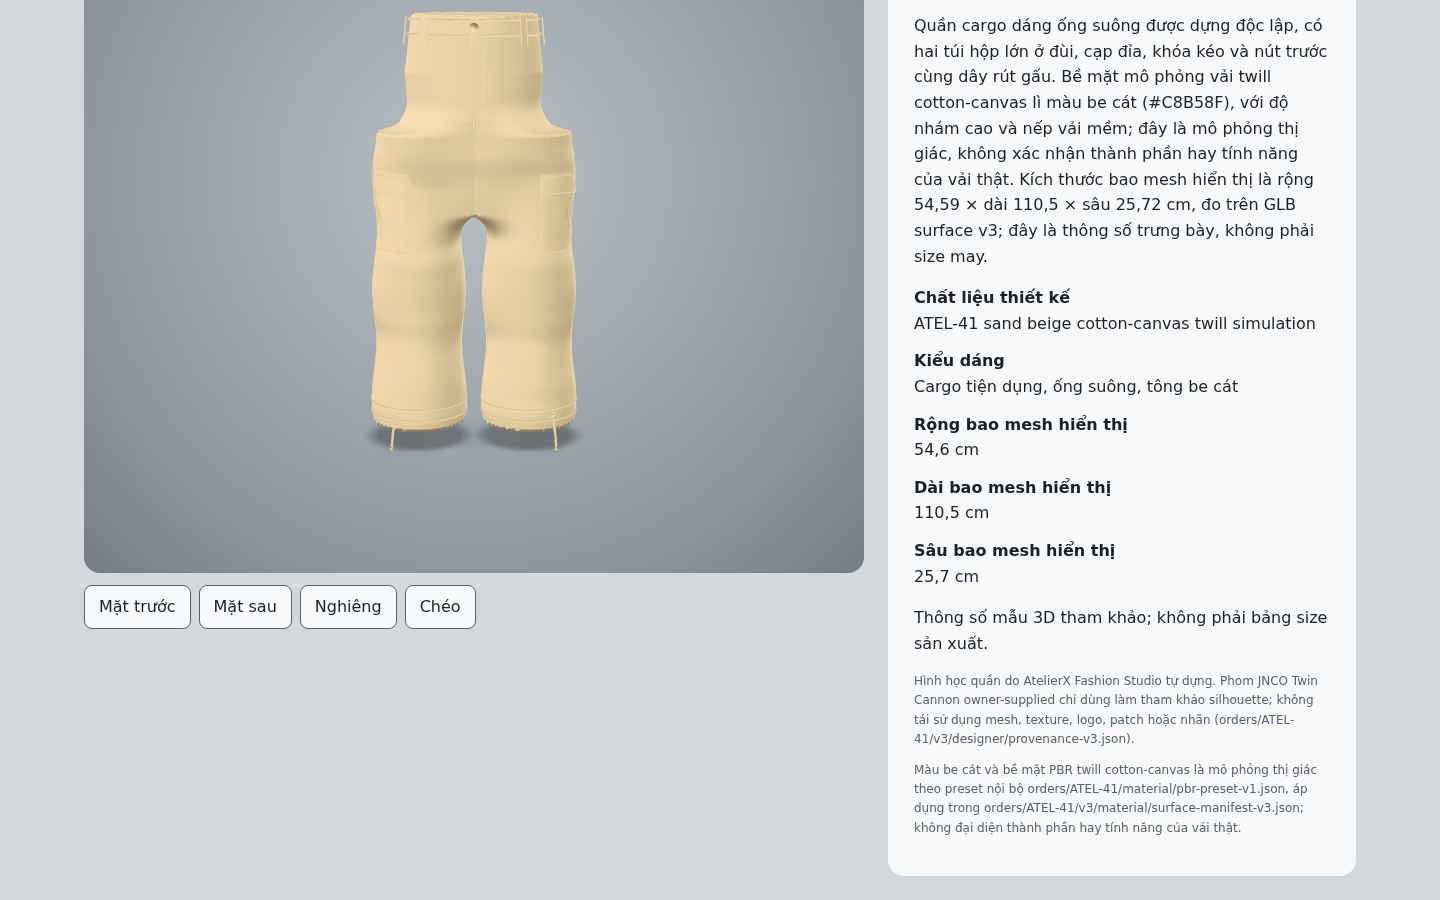 Quần cargo dáng ống suông được dựng độc lập, có
hai túi hộp lớn ở đùi, cạp đỉa, khóa kéo và nút trước
cùng dây rút gấu. Bề mặt mô phỏng vải twill
cotton-canvas lì màu be cát (#C8B58F), với độ
nhám cao và nếp vải mềm; đây là mô phỏng thị
giác, không xác nhận thành phần hay tính năng
của vải thật. Kích thước bao mesh hiển thị là rộng
54,59 × dài 110,5 × sâu 25,72 cm, đo trên GLB
surface v3; đây là thông số trưng bày, không phải
size may.
Chất liệu thiết kế
ATEL-41 sand beige cotton-canvas twill simulation
Kiểu dáng
Cargo tiện dụng, ống suông, tông be cát
Rộng bao mesh hiển thị
54,6 cm
Dài bao mesh hiển thị
110,5 cm
Sâu bao mesh hiển thị
25,7 cm
Thông số mẫu 3D tham khảo; không phải bảng size
sản xuất.
Hình học quần do AtelierX Fashion Studio tự dựng. Phom JNCO Twin
Cannon owner-supplied chỉ dùng làm tham khảo silhouette; không
tái sử dụng mesh, texture, logo, patch hoặc nhãn (orders/ATEL-
41/v3/designer/provenance-v3.json).
Màu be cát và bề mặt PBR twill cotton-canvas là mô phỏng thị giác
theo preset nội bộ orders/ATEL-41/material/pbr-preset-v1.json, áp
dụng trong orders/ATEL-41/v3/material/surface-manifest-v3.json;
không đại diện thành phần hay tính năng của vải thật.
Mặt trước
Mặt sau
Nghiêng
Chéo